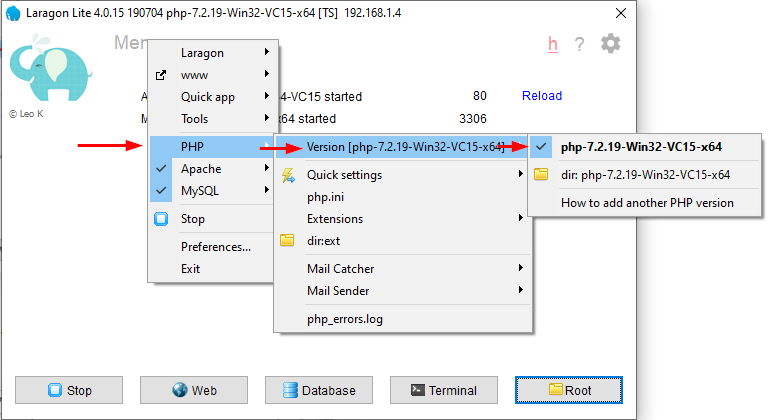 Laragon Lite 4.0.15 190704 php-7.2.19-Win32-VC15-x64 [TS] 192.168.1.4
h ?
© Leo K
Laragon
www
Quick app
4-VC15 started 80 Reload
Tools
x64 started 3306
PHP
Version [php-7.2.19-Win32-VC15-x64]
php-7.2.19-Win32-VC15-x64
Apache
Quick settings
dir: php-7.2.19-Win32-VC15-x64
MySQL
php.ini
How to add another PHP version
Stop
Extensions
Preferences...
dir:ext
Exit
Mail Catcher
Mail Sender
php_errors.log
Stop Web Database Terminal Root